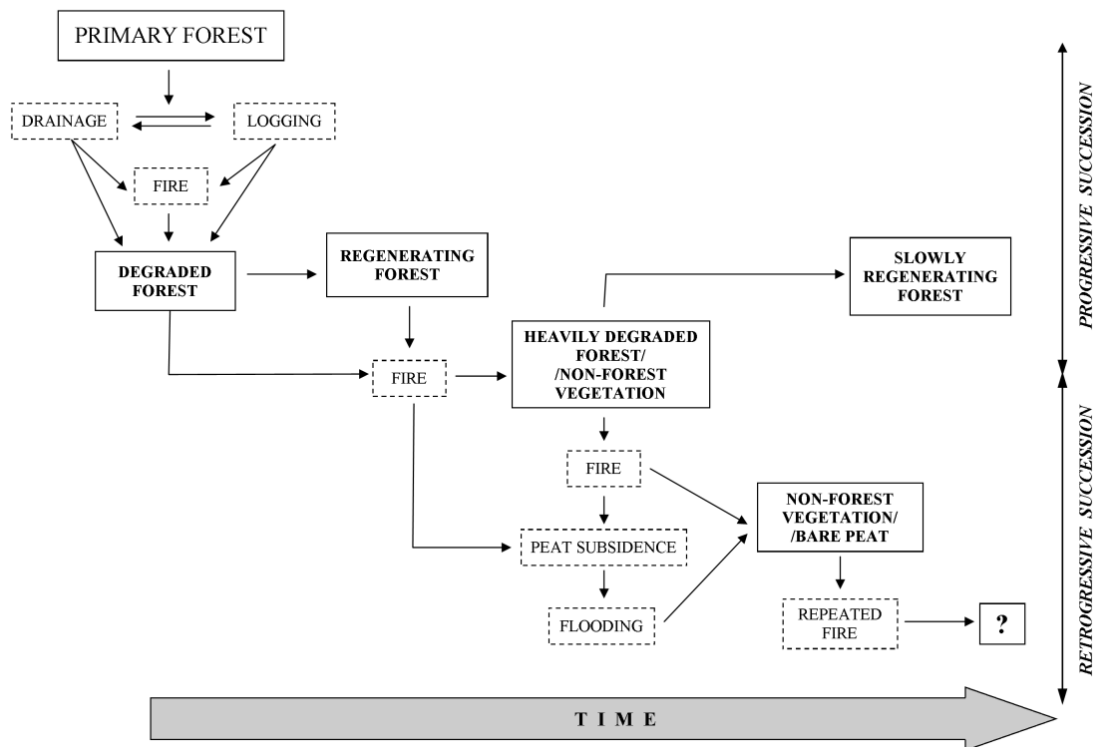 PRIMARY FOREST
DRAINAGE
LOGGING
FIRE
DEGRADED
FOREST
REGENERATING
FOREST
SLOWLY
REGENERATING
FOREST
FIRE
HEAVILY DEGRADED
FOREST/
/NON-FOREST
VEGETATION
FIRE
PEAT SUBSIDENCE
FLOODING
NON-FOREST
VEGETATION/
/BARE PEAT
REPEATED
FIRE
?
PROGRESSIVE SUCCESSION
RETROGRESSIVE SUCCESSION
TIME